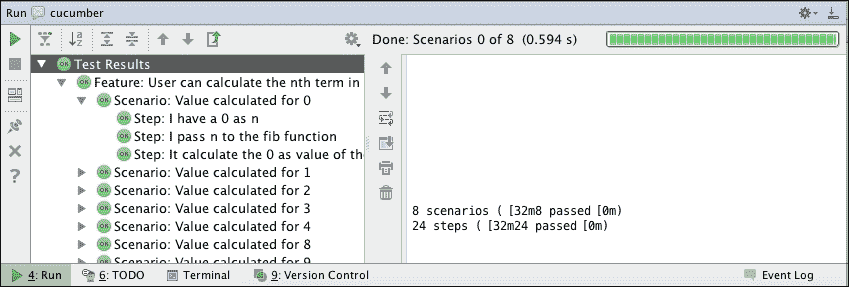 Run cucumber
Done: Scenarios 0 of 8 (0.594 s)
Test Results
Feature: User can calculate the nth term in
Scenario: Value calculated for 0
Step: I have a 0 as n
Step: I pass n to the fib function
Step: It calculate the 0 as value of the
Scenario: Value calculated for 1
Scenario: Value calculated for 2
Scenario: Value calculated for 3
Scenario: Value calculated for 4
Scenario: Value calculated for 8
Scenario: Value calculated for 9
8 scenarios ( [32m8 passed [0m)
24 steps ( [32m24 passed [0m)
4: Run 6: TODO Terminal 9: Version Control Event Log